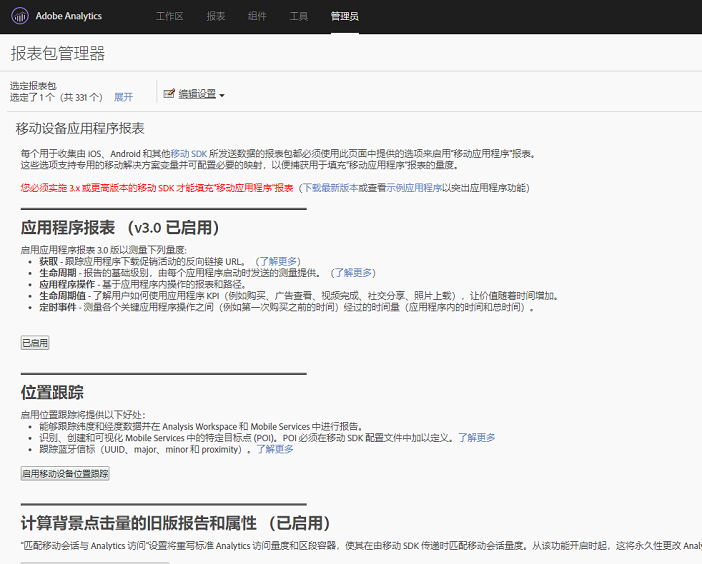 Adobe Analytics 工作区 报表 组件 工具 管理员
报表包管理器
选定报表包
选定了 1 个（共 331 个） 展开
编辑设置
移动设备应用程序报表
每个用于收集由 iOS、Android 和其他移动 SDK 所发送数据的报表包都必须使用此页面中提供的选项来启用"移动应用程序"报表。
这些选项支持专用的移动解决方案变量并可配置必要的映射，以便捕获用于填充"移动应用程序"报表的量度。
您必须实施 3.x 或更高版本的移动 SDK 才能填充"移动应用程序"报表（下载最新版本或查看示例应用程序以突出应用程序功能）
应用程序报表 （v3.0 已启用）
启用应用程序报表 3.0 版以测量下列量度:
• 获取 - 跟踪应用程序下载促销活动的反向链接 URL。（了解更多）
• 生命周期 - 报告的基础级别，由每个应用程序启动时发送的测量提供。（了解更多）
• 应用程序操作 - 基于应用程序内操作的报表和路径。
• 生命周期值 - 了解用户如何使用应用程序 KPI（例如购买、广告查看、视频完成、社交分享、照片上载），让价值随着时间增加。
• 定时事件 - 测量各个关键应用程序操作之间（例如第一次购买之前的时间）经过的时间量（应用程序内的时间和总时间）。
已启用
位置跟踪
启用位置跟踪将提供以下好处:
• 能够跟踪纬度和经度数据并在 Analysis Workspace 和 Mobile Services 中进行报告。
• 识别、创建和可视化 Mobile Services 中的特定目标点 (POI)。POI 必须在移动 SDK 配置文件中加以定义。了解更多
• 跟踪蓝牙信标（UUID、major、minor 和 proximity）。了解更多
启用移动设备位置跟踪
计算背景点击量的旧版报告和属性 （已启用）
"匹配移动会话与 Analytics 访问"设置将重写标准 Analytics 访问量度和区段容器，使其在由移动 SDK 传递时匹配移动会话量度。从该功能开启时起，这将永久性更改 Analy